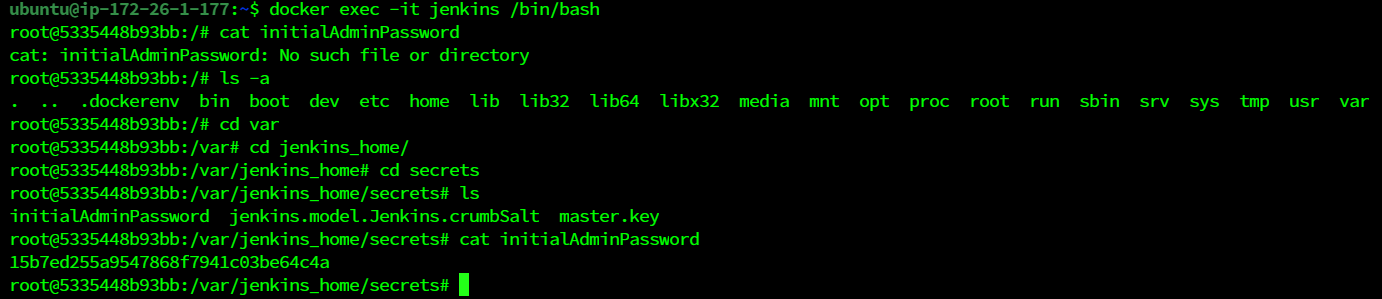 ubuntu@ip-172-26-1-177:~$ docker exec -it jenkins /bin/bash
root@5335448b93bb:/# cat initialAdminPassword
cat: initialAdminPassword: No such file or directory
root@5335448b93bb:/# ls -a
.  ..  .dockerenv  bin  boot  dev  etc  home  lib  lib32  lib64  libx32  media  mnt  opt  proc  root  run  sbin  srv  sys  tmp  usr  var
root@5335448b93bb:/# cd var
root@5335448b93bb:/var# cd jenkins_home/
root@5335448b93bb:/var/jenkins_home# cd secrets
root@5335448b93bb:/var/jenkins_home/secrets# ls
initialAdminPassword  jenkins.model.Jenkins.crumbSalt  master.key
root@5335448b93bb:/var/jenkins_home/secrets# cat initialAdminPassword
15b7ed255a9547868f7941c03be64c4a
root@5335448b93bb:/var/jenkins_home/secrets#